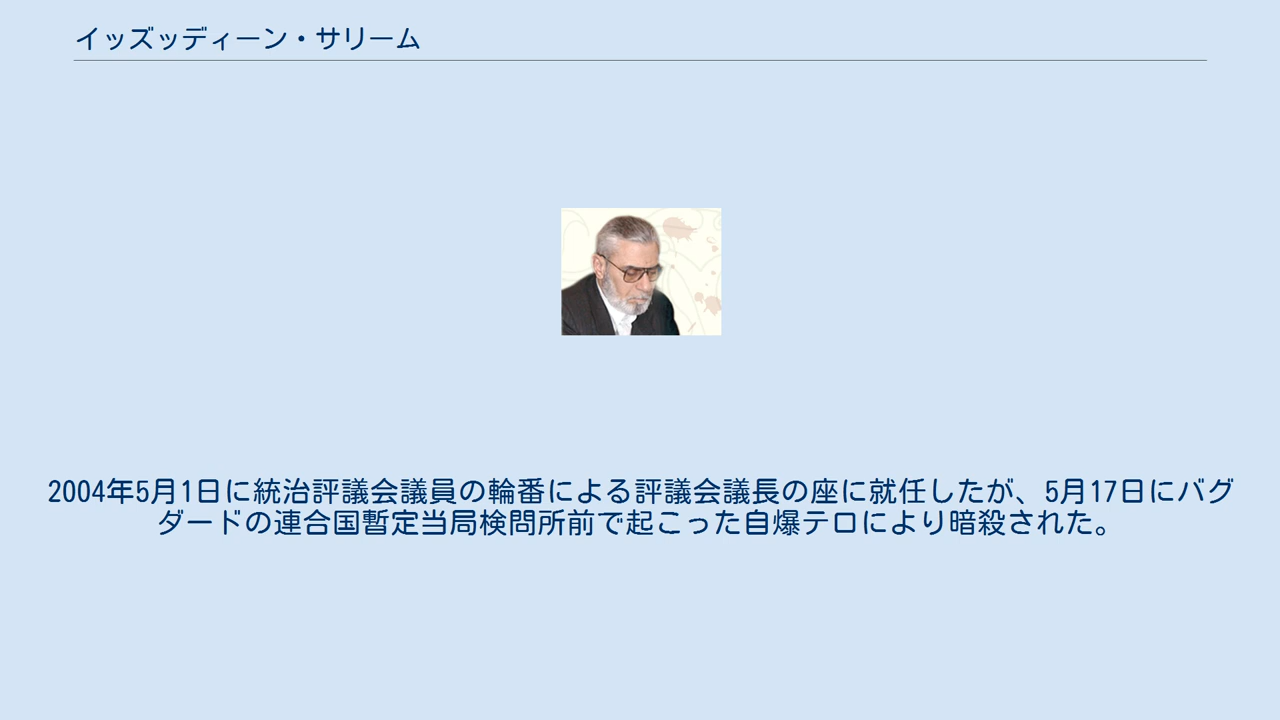 イッズッディーン・サリーム
2004年5月1日に統治評議会議員の輪番による評議会議長の座に就任したが、5月17日にバグ
ダードの連合国暫定当局検問所前で起こった自爆テロにより暗殺された。